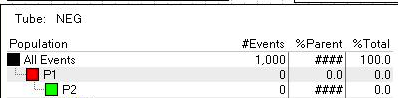 Tube: NEG
Population #Events %Parent %Total
All Events 1,000 #### 100.0
P1 0 0.0 0.0
P2 0 #### 0.0